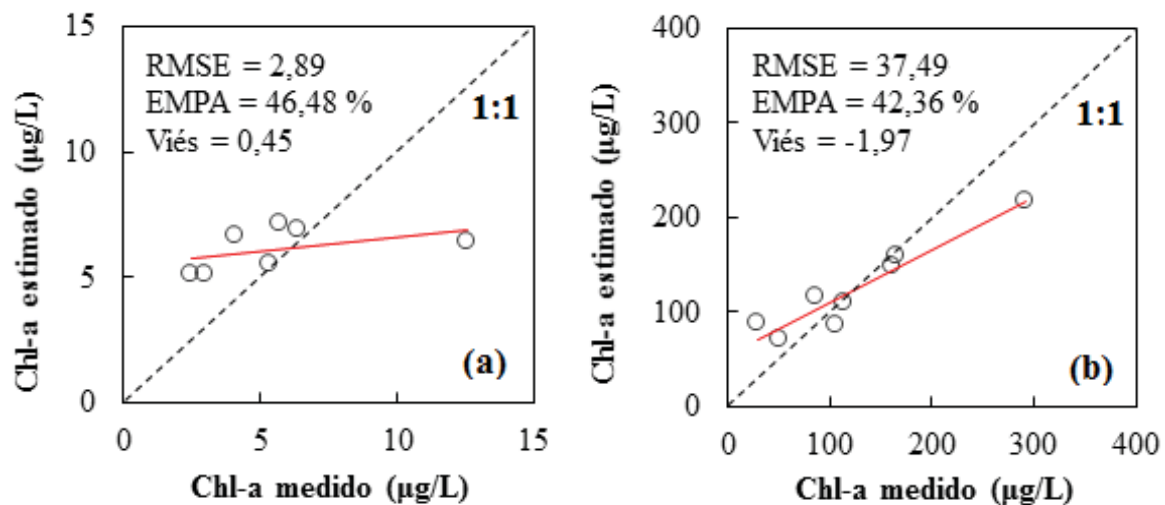 15
10
5
0
0
5
10
15
Chl-a estimado (µg/L)
Chl-a medido (µg/L)
RMSE = 2,89
EMPA = 46,48 %
Viés = 0,45
1:1
(a)
400
300
200
100
0
0
100
200
300
400
Chl-a estimado (µg/L)
Chl-a medido (µg/L)
RMSE = 37,49
EMPA = 42,36 %
Viés = -1,97
1:1
(b)